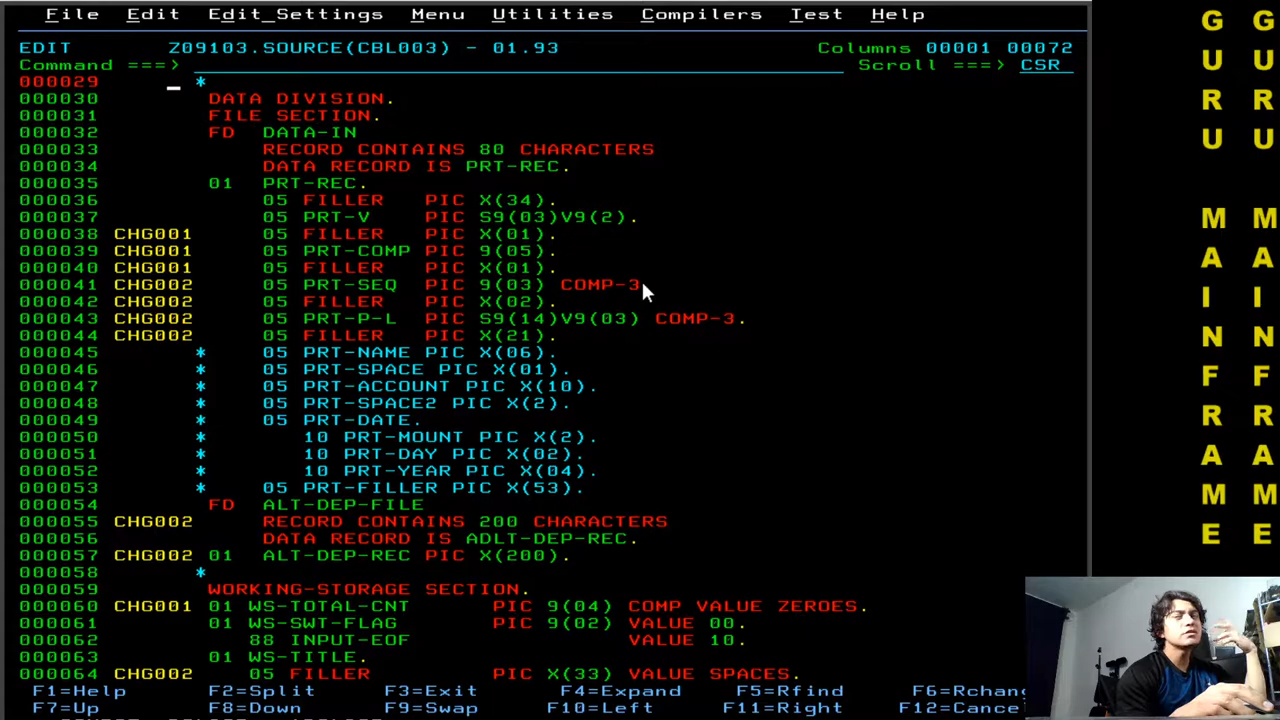 File  Edit  Edit_Settings  Menu  Utilities  Compilers  Test  Help
EDIT       Z09103.SOURCE(CBL003) - 01.93                   Columns 00001 00072
Command ===>                                                  Scroll ===> CSR
000029        *
000030         DATA DIVISION.
000031         FILE SECTION.
000032         FD  DATA-IN
000033             RECORD CONTAINS 80 CHARACTERS
000034             DATA RECORD IS PRT-REC.
000035         01  PRT-REC.
000036             05 FILLER   PIC X(34).
000037             05 PRT-V    PIC S9(03)V9(2).
000038 CHG001      05 FILLER   PIC X(01).
000039 CHG001      05 PRT-COMP PIC 9(05).
000040 CHG001      05 FILLER   PIC X(01).
000041 CHG002      05 PRT-SEQ  PIC 9(03) COMP-3
000042 CHG002      05 FILLER   PIC X(02).
000043 CHG002      05 PRT-P-L  PIC S9(14)V9(03) COMP-3.
000044 CHG002      05 FILLER   PIC X(21).
000045        *    05 PRT-NAME PIC X(06).
000046        *    05 PRT-SPACE PIC X(01).
000047        *    05 PRT-ACCOUNT PIC X(10).
000048        *    05 PRT-SPACE2 PIC X(2).
000049        *    05 PRT-DATE.
000050        *       10 PRT-MOUNT PIC X(2).
000051        *       10 PRT-DAY PIC X(02).
000052        *       10 PRT-YEAR PIC X(04).
000053        *    05 PRT-FILLER PIC X(53).
000054         FD  ALT-DEP-FILE
000055 CHG002      RECORD CONTAINS 200 CHARACTERS
000056             DATA RECORD IS ADLT-DEP-REC.
000057 CHG002  01  ALT-DEP-REC PIC X(200).
000058        *
000059         WORKING-STORAGE SECTION.
000060 CHG001  01 WS-TOTAL-CNT      PIC 9(04) COMP VALUE ZEROES.
000061         01 WS-SWT-FLAG       PIC 9(02) VALUE 00.
000062            88 INPUT-EOF                VALUE 10.
000063         01 WS-TITLE.
000064 CHG002     05 FILLER         PIC X(33) VALUE SPACES.
F1=Help      F2=Split     F3=Exit      F4=Expand    F5=Rfind     F6=Rchan
F7=Up        F8=Down      F9=Swap      F10=Left     F11=Right    F12=Cance
GURU MAINFRAME
GURU MAINFRAME